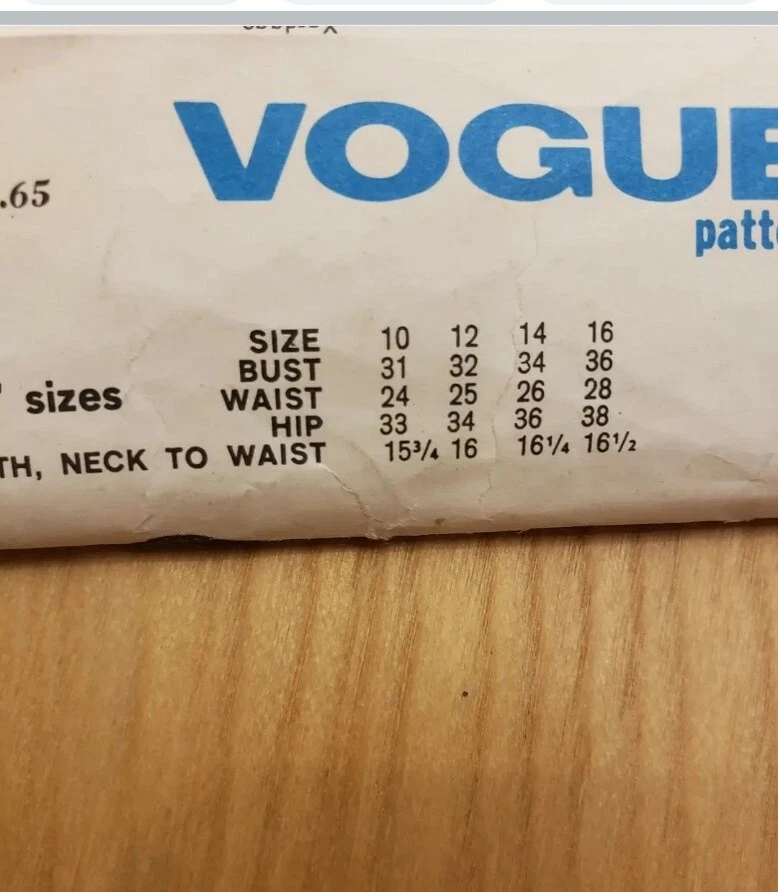 VOGUE
.65
patt
SIZE 10 12 14 16
BUST 31 32 34 36
' sizes WAIST 24 25 26 28
HIP 33 34 36 38
TH, NECK TO WAIST 15¾ 16 16¼ 16½